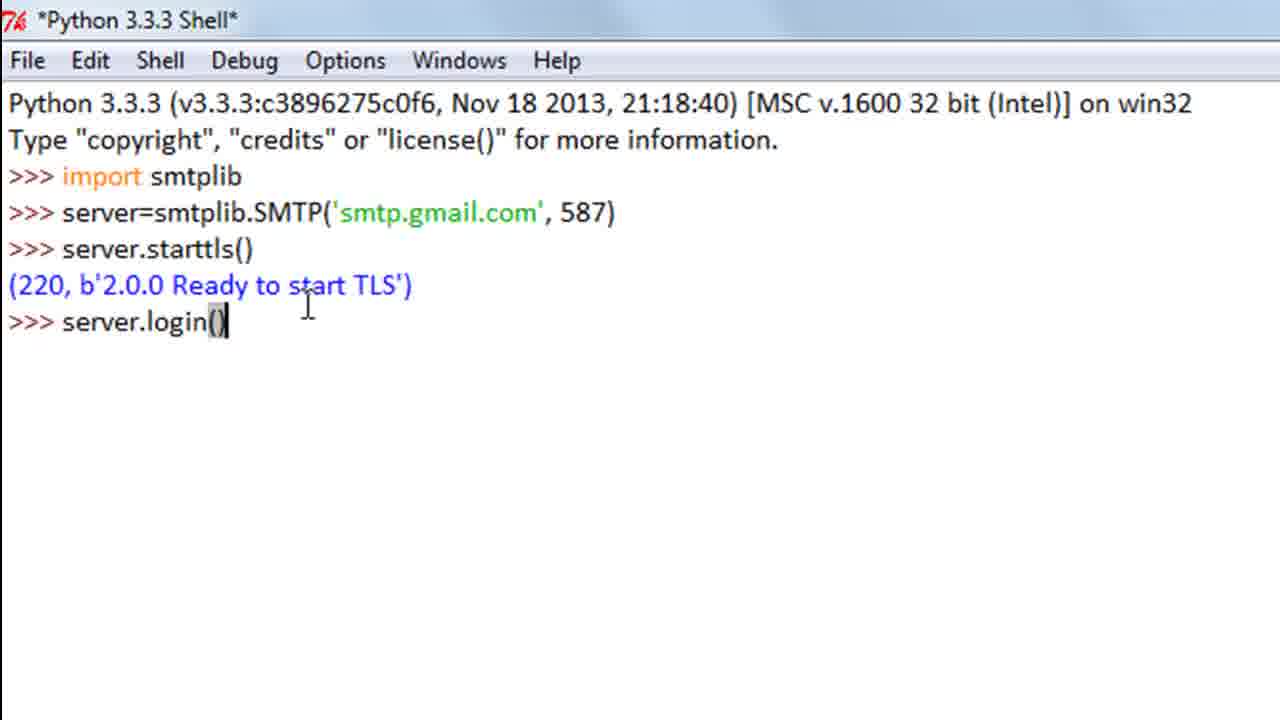 *Python 3.3.3 Shell*
File Edit Shell Debug Options Windows Help
Python 3.3.3 (v3.3.3:c3896275c0f6, Nov 18 2013, 21:18:40) [MSC v.1600 32 bit (Intel)] on win32
Type "copyright", "credits" or "license()" for more information.
>>> import smtplib
>>> server=smtplib.SMTP('smtp.gmail.com', 587)
>>> server.starttls()
(220, b'2.0.0 Ready to start TLS')
>>> server.login()